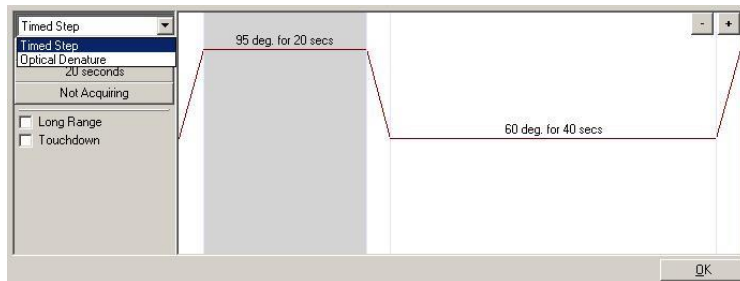 Timed Step
Timed Step
Optical Denature
20 seconds
Not Acquiring
Long Range
Touchdown
95 deg. for 20 secs
60 deg. for 40 secs
- +
OK